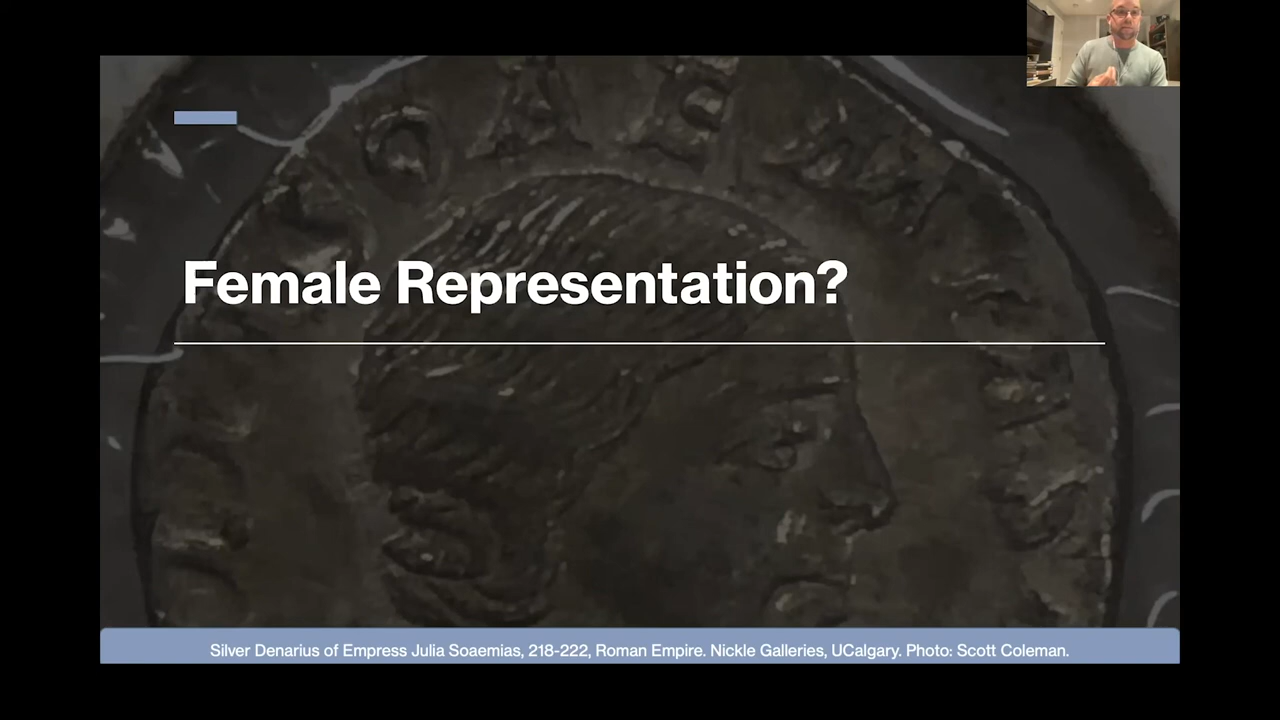 Female Representation?
Silver Denarius of Empress Julia Soaemias, 218-222, Roman Empire. Nickle Galleries, UCalgary. Photo: Scott Coleman.